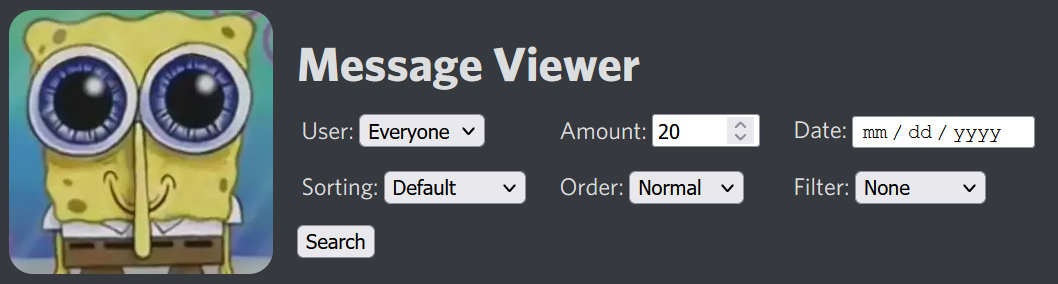 Message Viewer
User: Everyone Amount: 20 Date: mm / dd / yyyy
Sorting: Default Order: Normal Filter: None
Search